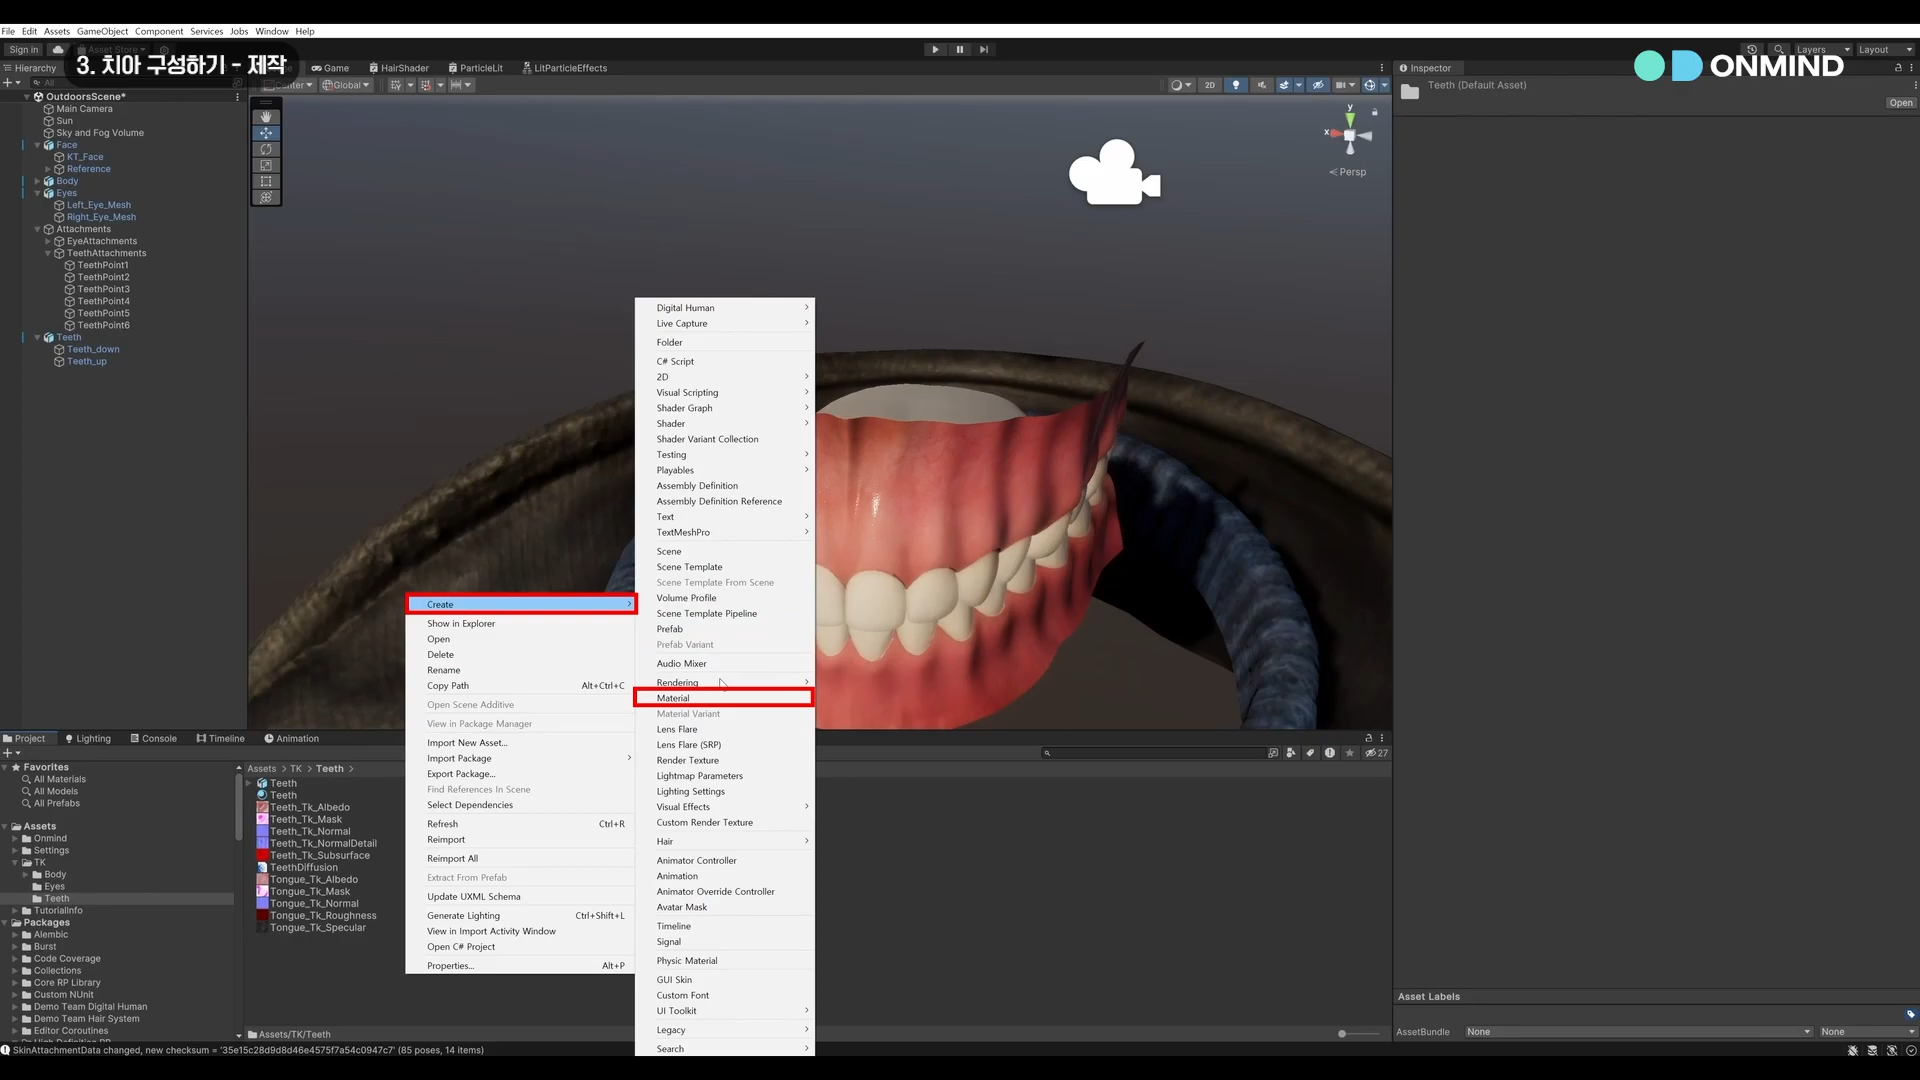 File Edit Assets GameObject Component Services Jobs Window Help
Sign in Asset Store
3. 치아 구성하기 - 제작
ONMIND
Layers Layout
Hierarchy Game HairShader ParticleLit LitParticleEffects
Inspector
All
Center Global
2D
Teeth (Default Asset)
Open
OutdoorsScene*
Main Camera
Sun
Sky and Fog Volume
Face
KT_Face
Reference
Body
Eyes
Left_Eye_Mesh
Right_Eye_Mesh
Attachments
EyeAttachments
TeethAttachments
TeethPoint1
TeethPoint2
TeethPoint3
TeethPoint4
TeethPoint5
TeethPoint6
Teeth
Teeth_down
Teeth_up
y
x
Persp
Digital Human
Live Capture
Folder
C# Script
2D
Visual Scripting
Shader Graph
Shader
Shader Variant Collection
Testing
Playables
Assembly Definition
Assembly Definition Reference
Text
TextMeshPro
Scene
Scene Template
Scene Template From Scene
Volume Profile
Scene Template Pipeline
Prefab
Prefab Variant
Audio Mixer
Rendering
Material
Material Variant
Lens Flare
Lens Flare (SRP)
Render Texture
Lightmap Parameters
Lighting Settings
Visual Effects
Custom Render Texture
Hair
Animator Controller
Animation
Animator Override Controller
Avatar Mask
Timeline
Signal
Physic Material
GUI Skin
Custom Font
UI Toolkit
Legacy
Search
Create
Show in Explorer
Open
Delete
Rename
Copy Path Alt+Ctrl+C
Open Scene Additive
View in Package Manager
Import New Asset...
Import Package
Export Package...
Find References In Scene
Select Dependencies
Refresh Ctrl+R
Reimport
Reimport All
Extract From Prefab
Update UXML Schema
Generate Lighting Ctrl+Shift+L
View in Import Activity Window
Open C# Project
Properties... Alt+P
Project Lighting Console Timeline Animation
27
Favorites
All Materials
All Models
All Prefabs
Assets
Onmind
Settings
TK
Body
Eyes
Teeth
TutorialInfo
Packages
Alembic
Burst
Code Coverage
Collections
Core RP Library
Custom NUnit
Demo Team Digital Human
Demo Team Hair System
Editor Coroutines
Assets > TK > Teeth >
Teeth
Teeth
Teeth_Tk_Albedo
Teeth_Tk_Mask
Teeth_Tk_Normal
Teeth_Tk_NormalDetail
Teeth_Tk_Subsurface
TeethDiffusion
Tongue_Tk_Albedo
Tongue_Tk_Mask
Tongue_Tk_Normal
Tongue_Tk_Roughness
Tongue_Tk_Specular
Assets/TK/Teeth
Asset Labels
AssetBundle None None
SkinAttachmentData changed, new checksum = '35e15c28d9d8d46e4575f7a54c0947c7' (85 poses, 14 items)